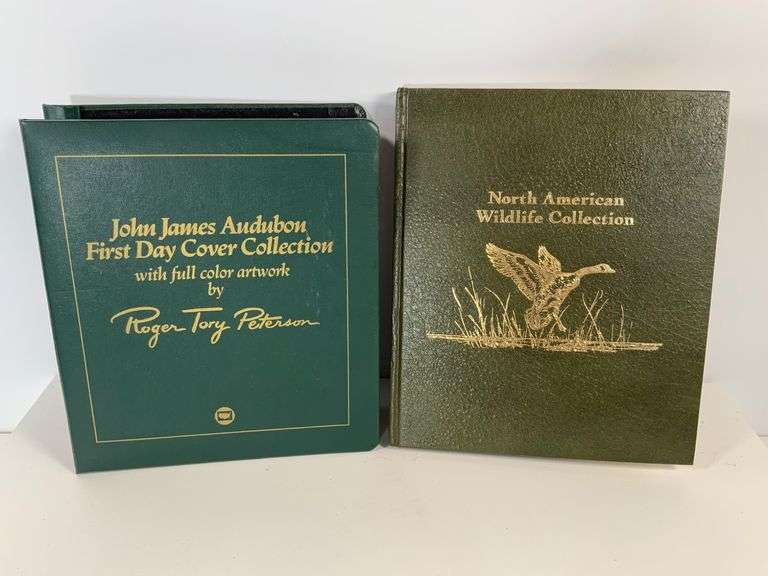 John James Audubon
First Day Cover Collection
with full color artwork
by
Roger Tory Peterson
North American
Wildlife Collection